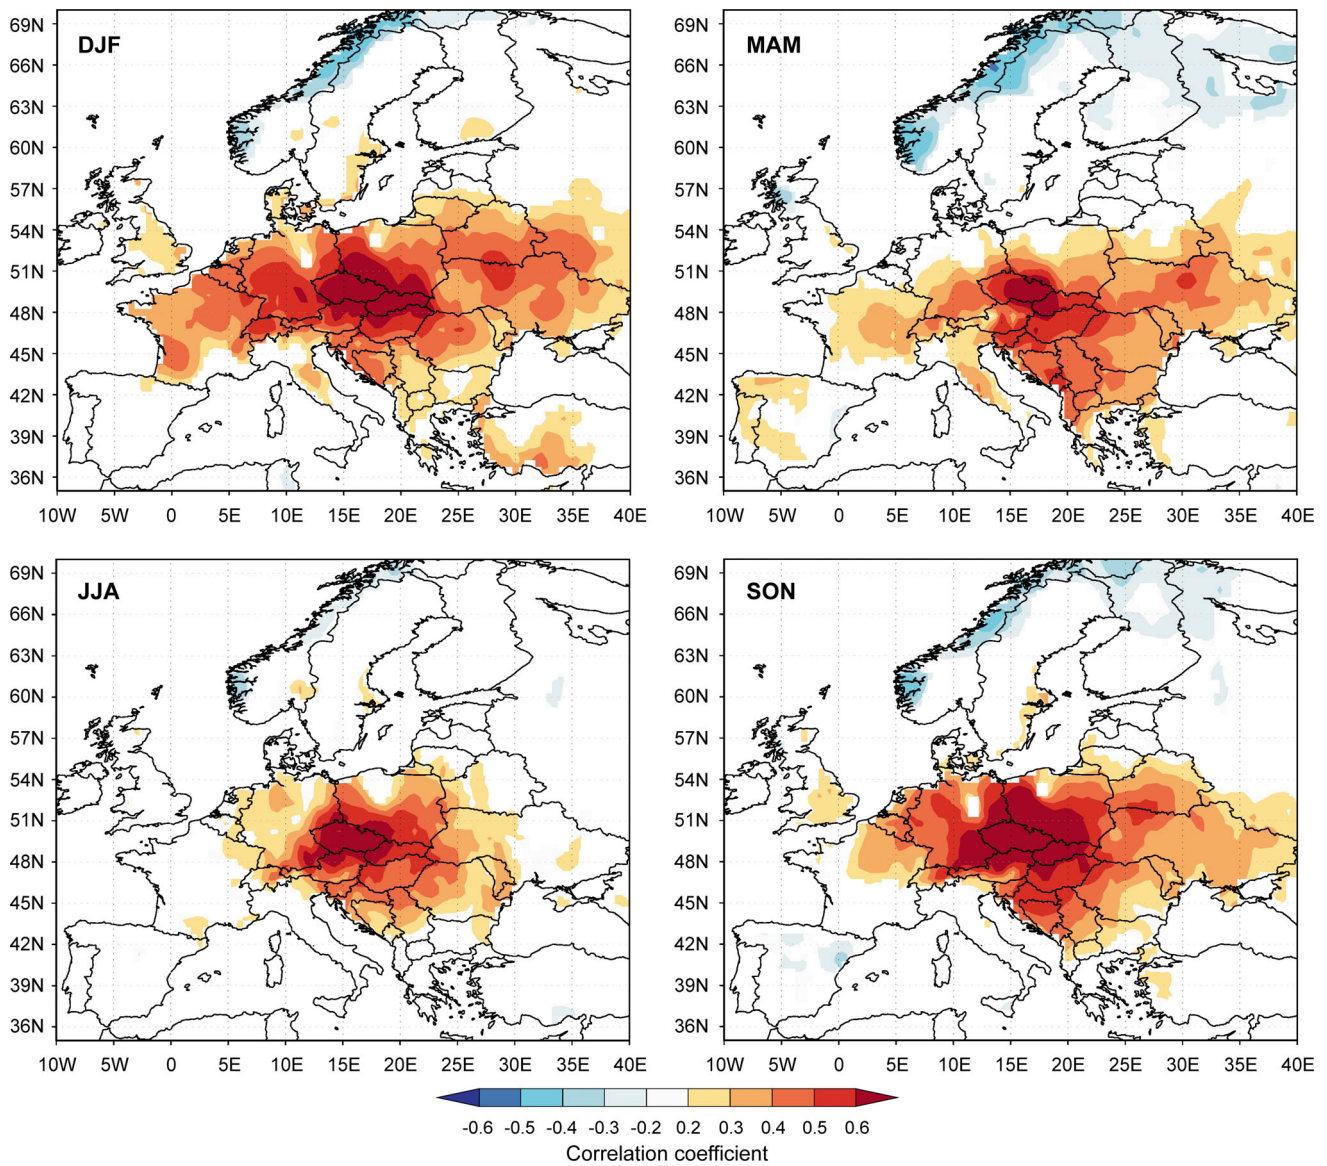 DJF
69N
66N
63N
60N
57N
54N
51N
48N
45N
42N
39N
36N
10W 5W 0 5E 10E 15E 20E 25E 30E 35E 40E
MAM
69N
66N
63N
60N
57N
54N
51N
48N
45N
42N
39N
36N
10W 5W 0 5E 10E 15E 20E 25E 30E 35E 40E
JJA
69N
66N
63N
60N
57N
54N
51N
48N
45N
42N
39N
36N
10W 5W 0 5E 10E 15E 20E 25E 30E 35E 40E
SON
69N
66N
63N
60N
57N
54N
51N
48N
45N
42N
39N
36N
10W 5W 0 5E 10E 15E 20E 25E 30E 35E 40E
-0.6 -0.5 -0.4 -0.3 -0.2 0.2 0.3 0.4 0.5 0.6
Correlation coefficient